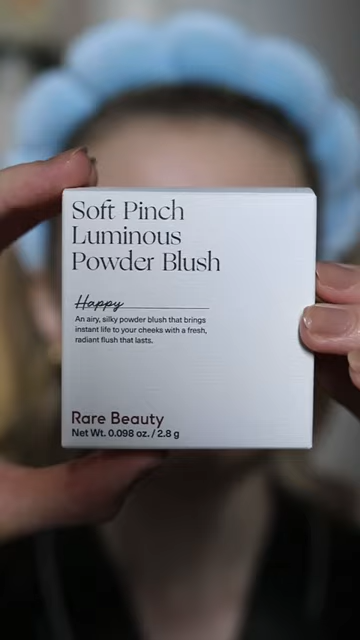 Soft Pinch
Luminous
Powder Blush
Happy
An airy, silky powder blush that brings
instant life to your cheeks with a fresh,
radiant flush that lasts.
Rare Beauty
Net Wt. 0.098 oz. / 2.8 g